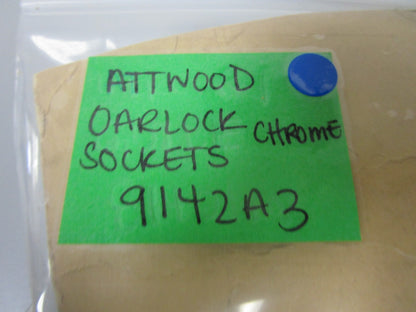 ATTWOOD
OARLOCK CHROME
SOCKETS
9142A3